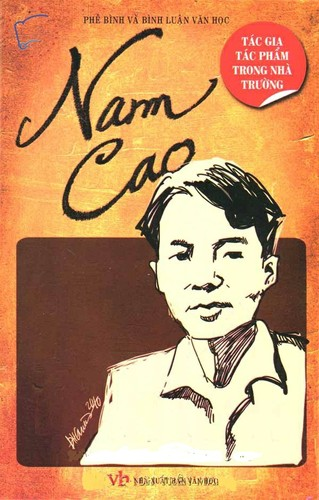 PHÊ BÌNH VÀ BÌNH LUẬN VĂN HỌC
TÁC GIA
TÁC PHẨM
TRONG NHÀ
TRƯỜNG
Nam
Cao
Vh NHÀ XUẤT BẢN VĂN HỌC